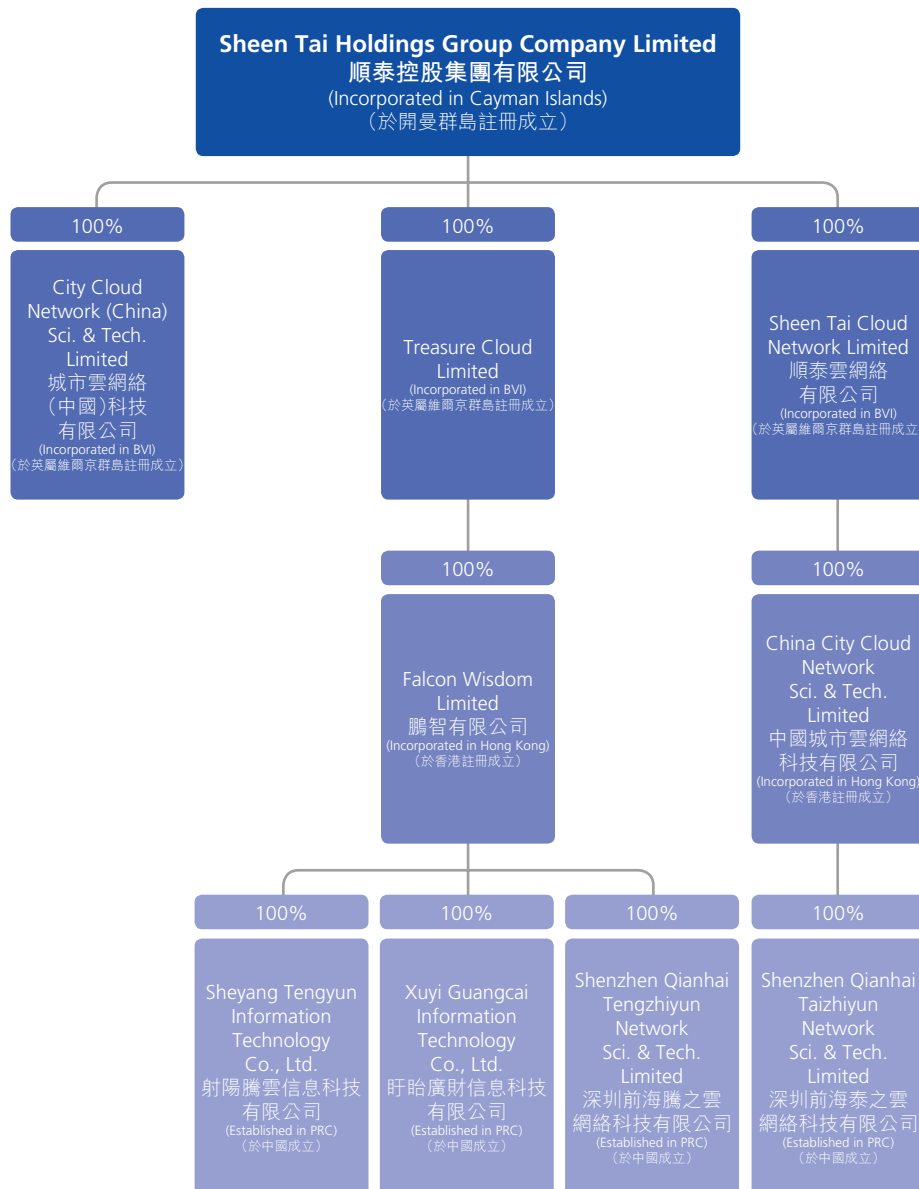 Sheen Tai Holdings Group Company Limited
順泰控股集團有限公司
(Incorporated in Cayman Islands)
（於開曼群島註冊成立）
100%
100%
100%
City Cloud
Network (China)
Sci. & Tech.
Limited
城市雲網絡
（中國）科技
有限公司
(Incorporated in BVI)
（於英屬維爾京群島註冊成立）
Treasure Cloud
Limited
(Incorporated in BVI)
（於英屬維爾京群島註冊成立）
Sheen Tai Cloud
Network Limited
順泰雲網絡
有限公司
(Incorporated in BVI)
（於英屬維爾京群島註冊成立
100%
100%
Falcon Wisdom
Limited
鵬智有限公司
(Incorporated in Hong Kong)
（於香港註冊成立）
China City Cloud
Network
Sci. & Tech.
Limited
中國城市雲網絡
科技有限公司
(Incorporated in Hong Kong)
（於香港註冊成立）
100%
100%
100%
100%
Sheyang Tengyun
Information
Technology
Co., Ltd.
射陽騰雲信息科技
有限公司
(Established in PRC)
（於中國成立）
Xuyi Guangcai
Information
Technology
Co., Ltd.
盱眙廣財信息科技
有限公司
(Established in PRC)
（於中國成立）
Shenzhen Qianhai
Tengzhiyun
Network
Sci. & Tech.
Limited
深圳前海騰之雲
網絡科技有限公司
(Established in PRC)
（於中國成立）
Shenzhen Qianhai
Taizhiyun
Network
Sci. & Tech.
Limited
深圳前海泰之雲
網絡科技有限公司
(Established in PRC)
（於中國成立）